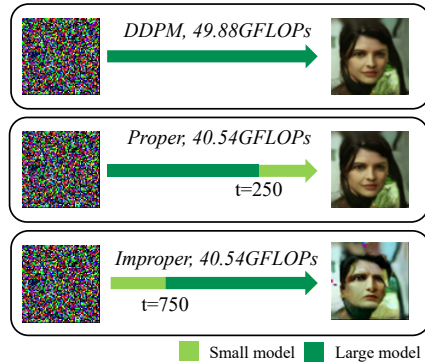 DDPM, 49.88GFLOPs
Proper, 40.54GFLOPs
t=250
Improper, 40.54GFLOPs
t=750
Small model Large model